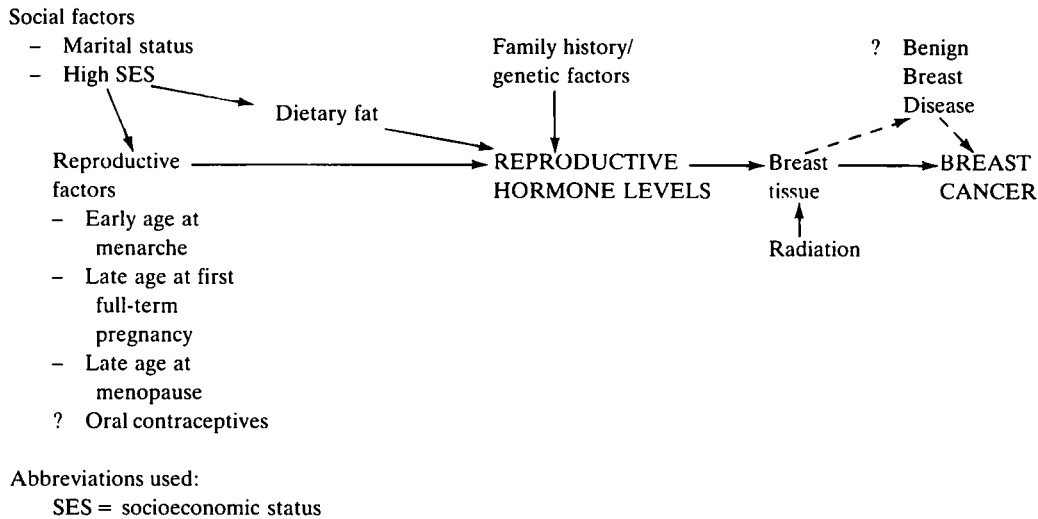 Social factors
– Marital status
– High SES
Dietary fat
Family history/
genetic factors
? Benign
Breast
Disease
Reproductive
factors
– Early age at
menarche
– Late age at first
full-term
pregnancy
– Late age at
menopause
? Oral contraceptives
REPRODUCTIVE
HORMONE LEVELS
Breast
tissue
Radiation
BREAST
CANCER
Abbreviations used:
SES = socioeconomic status